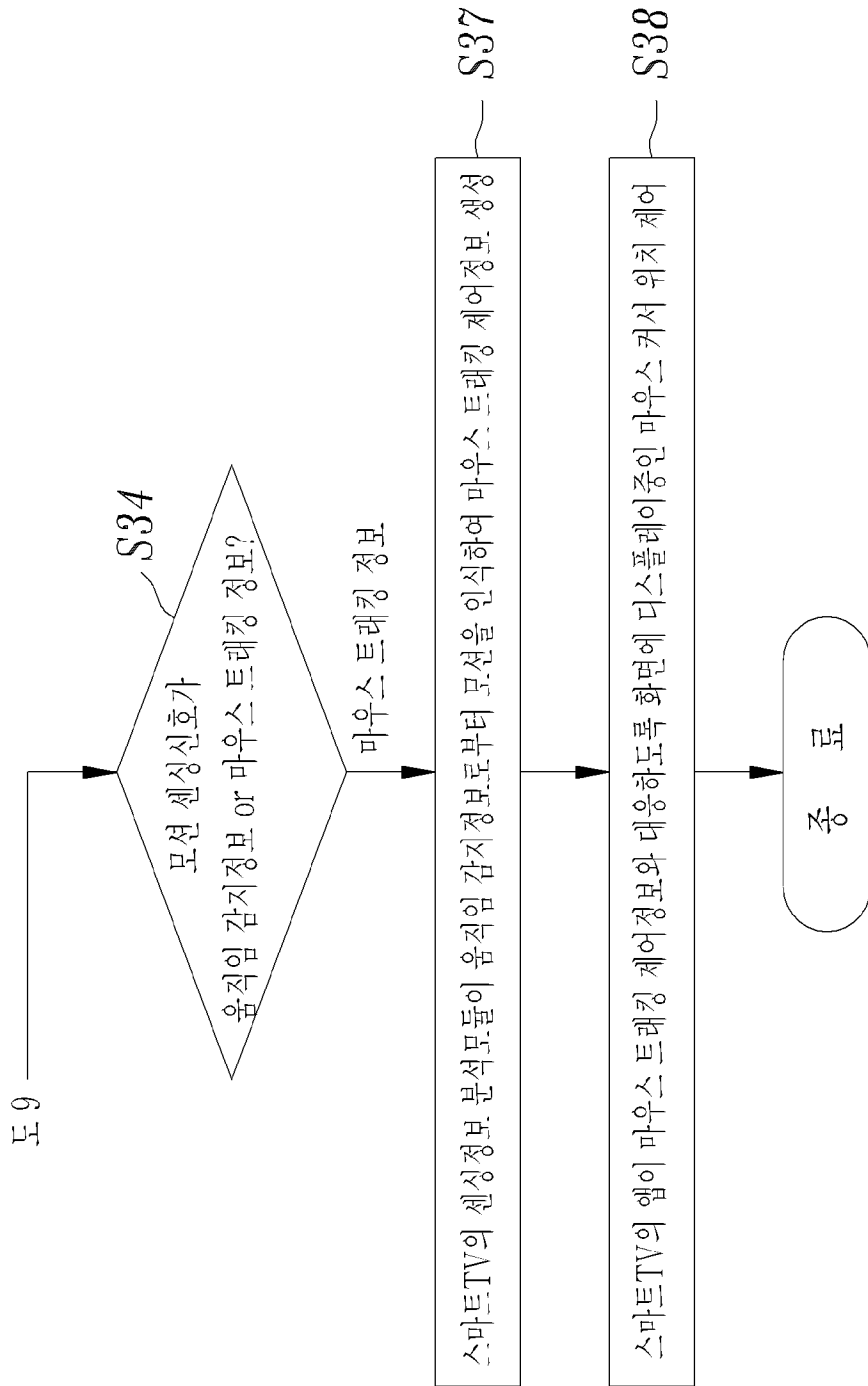 도 9
S34
모션 센싱신호가
움직임 감지정보 or 마우스 트래킹 정보?
마우스 트래킹 정보
S37
스마트TV의 센싱정보 분석모듈이 움직임 감지정보로부터 모션을 인식하여 마우스 트래킹 제어정보 생성
S38
스마트TV의 앱이 마우스 트래킹 제어정보와 대응하도록 화면에 디스플레이중인 마우스 커서 위치 제어
종 료